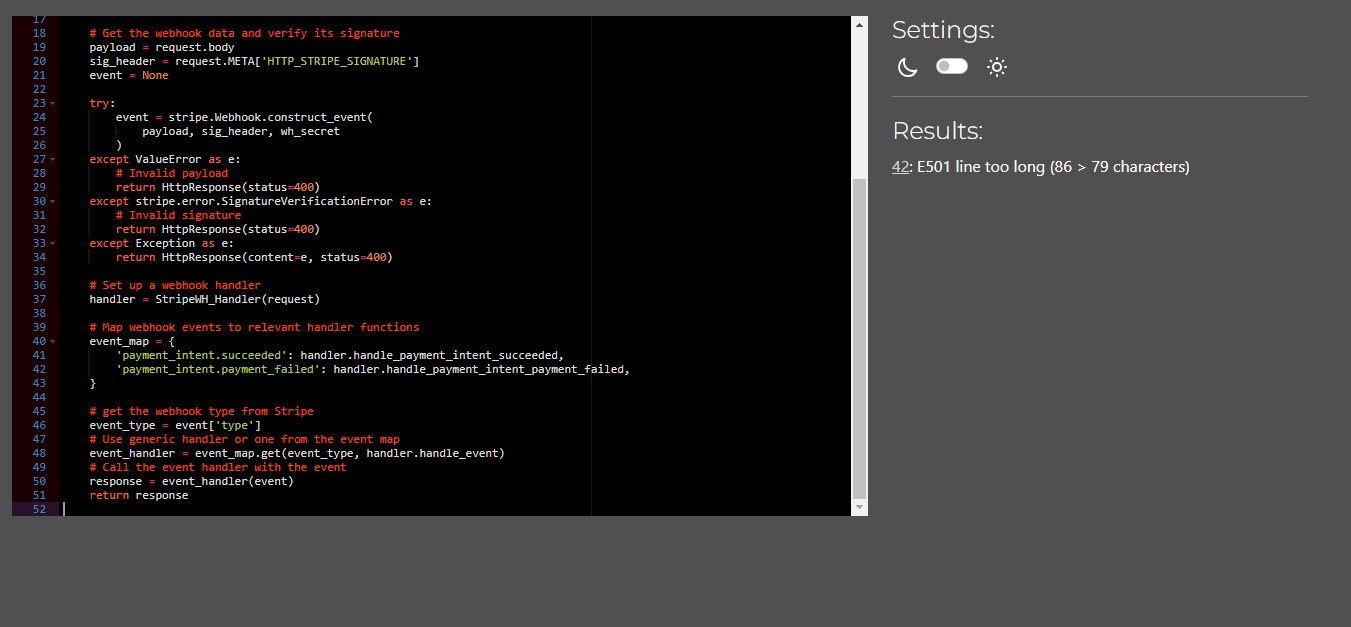 17
18     # Get the webhook data and verify its signature
19     payload = request.body
20     sig_header = request.META['HTTP_STRIPE_SIGNATURE']
21     event = None
22
23     try:
24         event = stripe.Webhook.construct_event(
25             payload, sig_header, wh_secret
26         )
27     except ValueError as e:
28         # Invalid payload
29         return HttpResponse(status=400)
30     except stripe.error.SignatureVerificationError as e:
31         # Invalid signature
32         return HttpResponse(status=400)
33     except Exception as e:
34         return HttpResponse(content=e, status=400)
35
36     # Set up a webhook handler
37     handler = StripeWH_Handler(request)
38
39     # Map webhook events to relevant handler functions
40     event_map = {
41         'payment_intent.succeeded': handler.handle_payment_intent_succeeded,
42         'payment_intent.payment_failed': handler.handle_payment_intent_payment_failed,
43     }
44
45     # get the webhook type from Stripe
46     event_type = event['type']
47     # Use generic handler or one from the event map
48     event_handler = event_map.get(event_type, handler.handle_event)
49     # Call the event handler with the event
50     response = event_handler(event)
51     return response
52
Settings:
Results:
42: E501 line too long (86 > 79 characters)